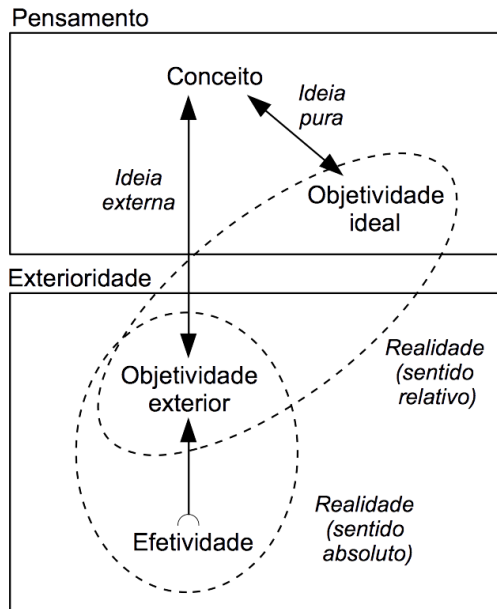 Pensamento
Conceito
Ideia
pura
Ideia
externa
Objetividade
ideal
Exterioridade
Realidade
(sentido
relativo)
Objetividade
exterior
Realidade
(sentido
absoluto)
Efetividade